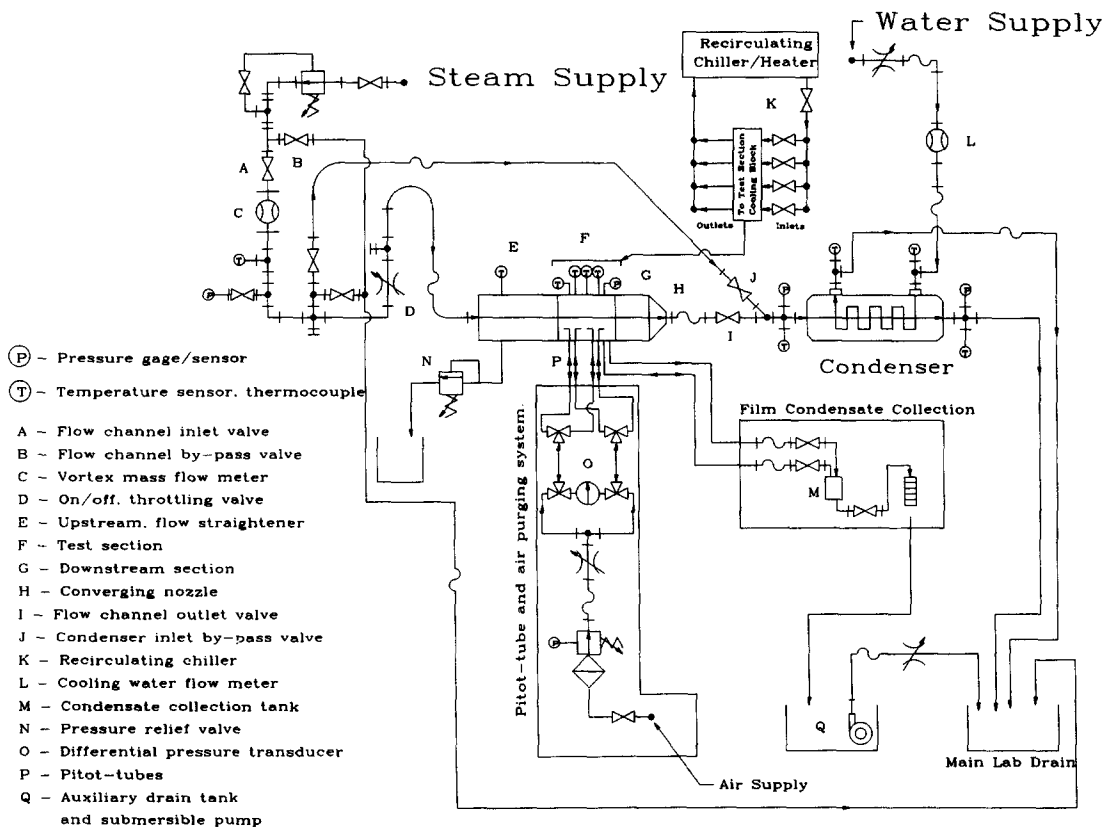 Water Supply
Recirculating
Chiller/Heater
Steam Supply
K
A
B
L
To Test Section
Cooling Block
C
Outlets
Inlets
T
T
T
E
F
T
T
T
T
T
T
P
G
H
J
P
P
P
D
I
T
T
Condenser
N
P
P – Pressure gage/sensor
T – Temperature sensor, thermocouple
Film Condensate Collection
A – Flow channel inlet valve
B – Flow channel by-pass valve
C – Vortex mass flow meter
D – On/off, throttling valve
E – Upstream, flow straightener
F – Test section
G – Downstream section
H – Converging nozzle
I – Flow channel outlet valve
J – Condenser inlet by-pass valve
K – Recirculating chiller
L – Cooling water flow meter
M – Condensate collection tank
N – Pressure relief valve
O – Differential pressure transducer
P – Pitot-tubes
Q – Auxiliary drain tank
and submersible pump
Pitot-tube and air purging system.
O
M
P
Q
Main Lab Drain
Air Supply